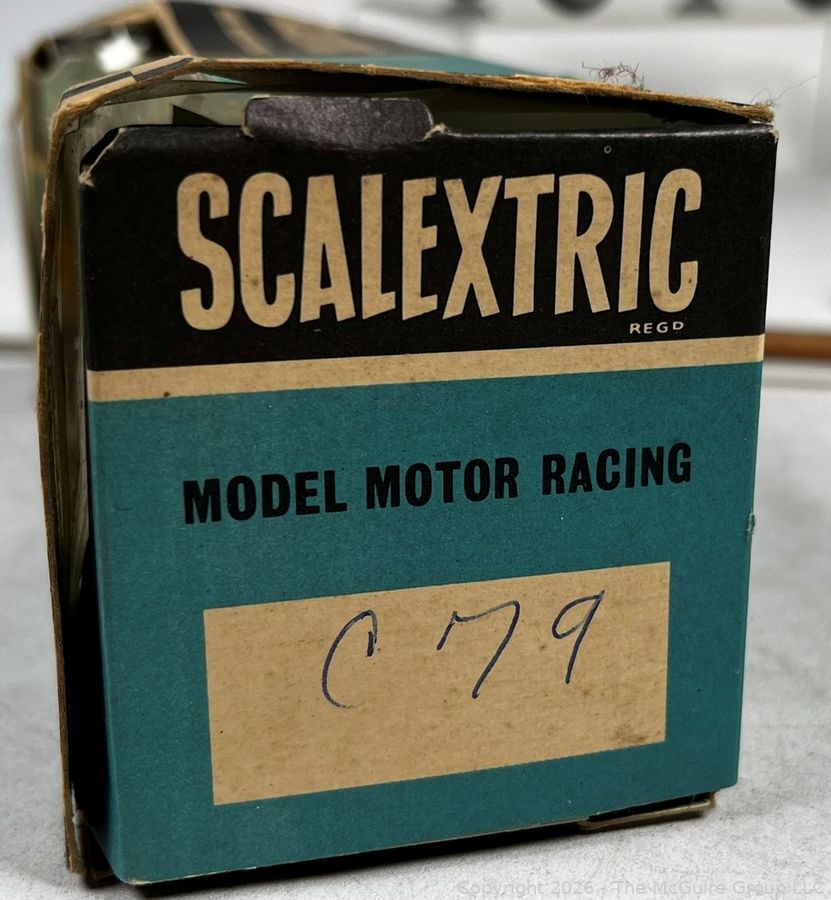 SCALEXTRIC
REGD
MODEL MOTOR RACING
C 79
Copyright 2026 - The McGuire Group LLC